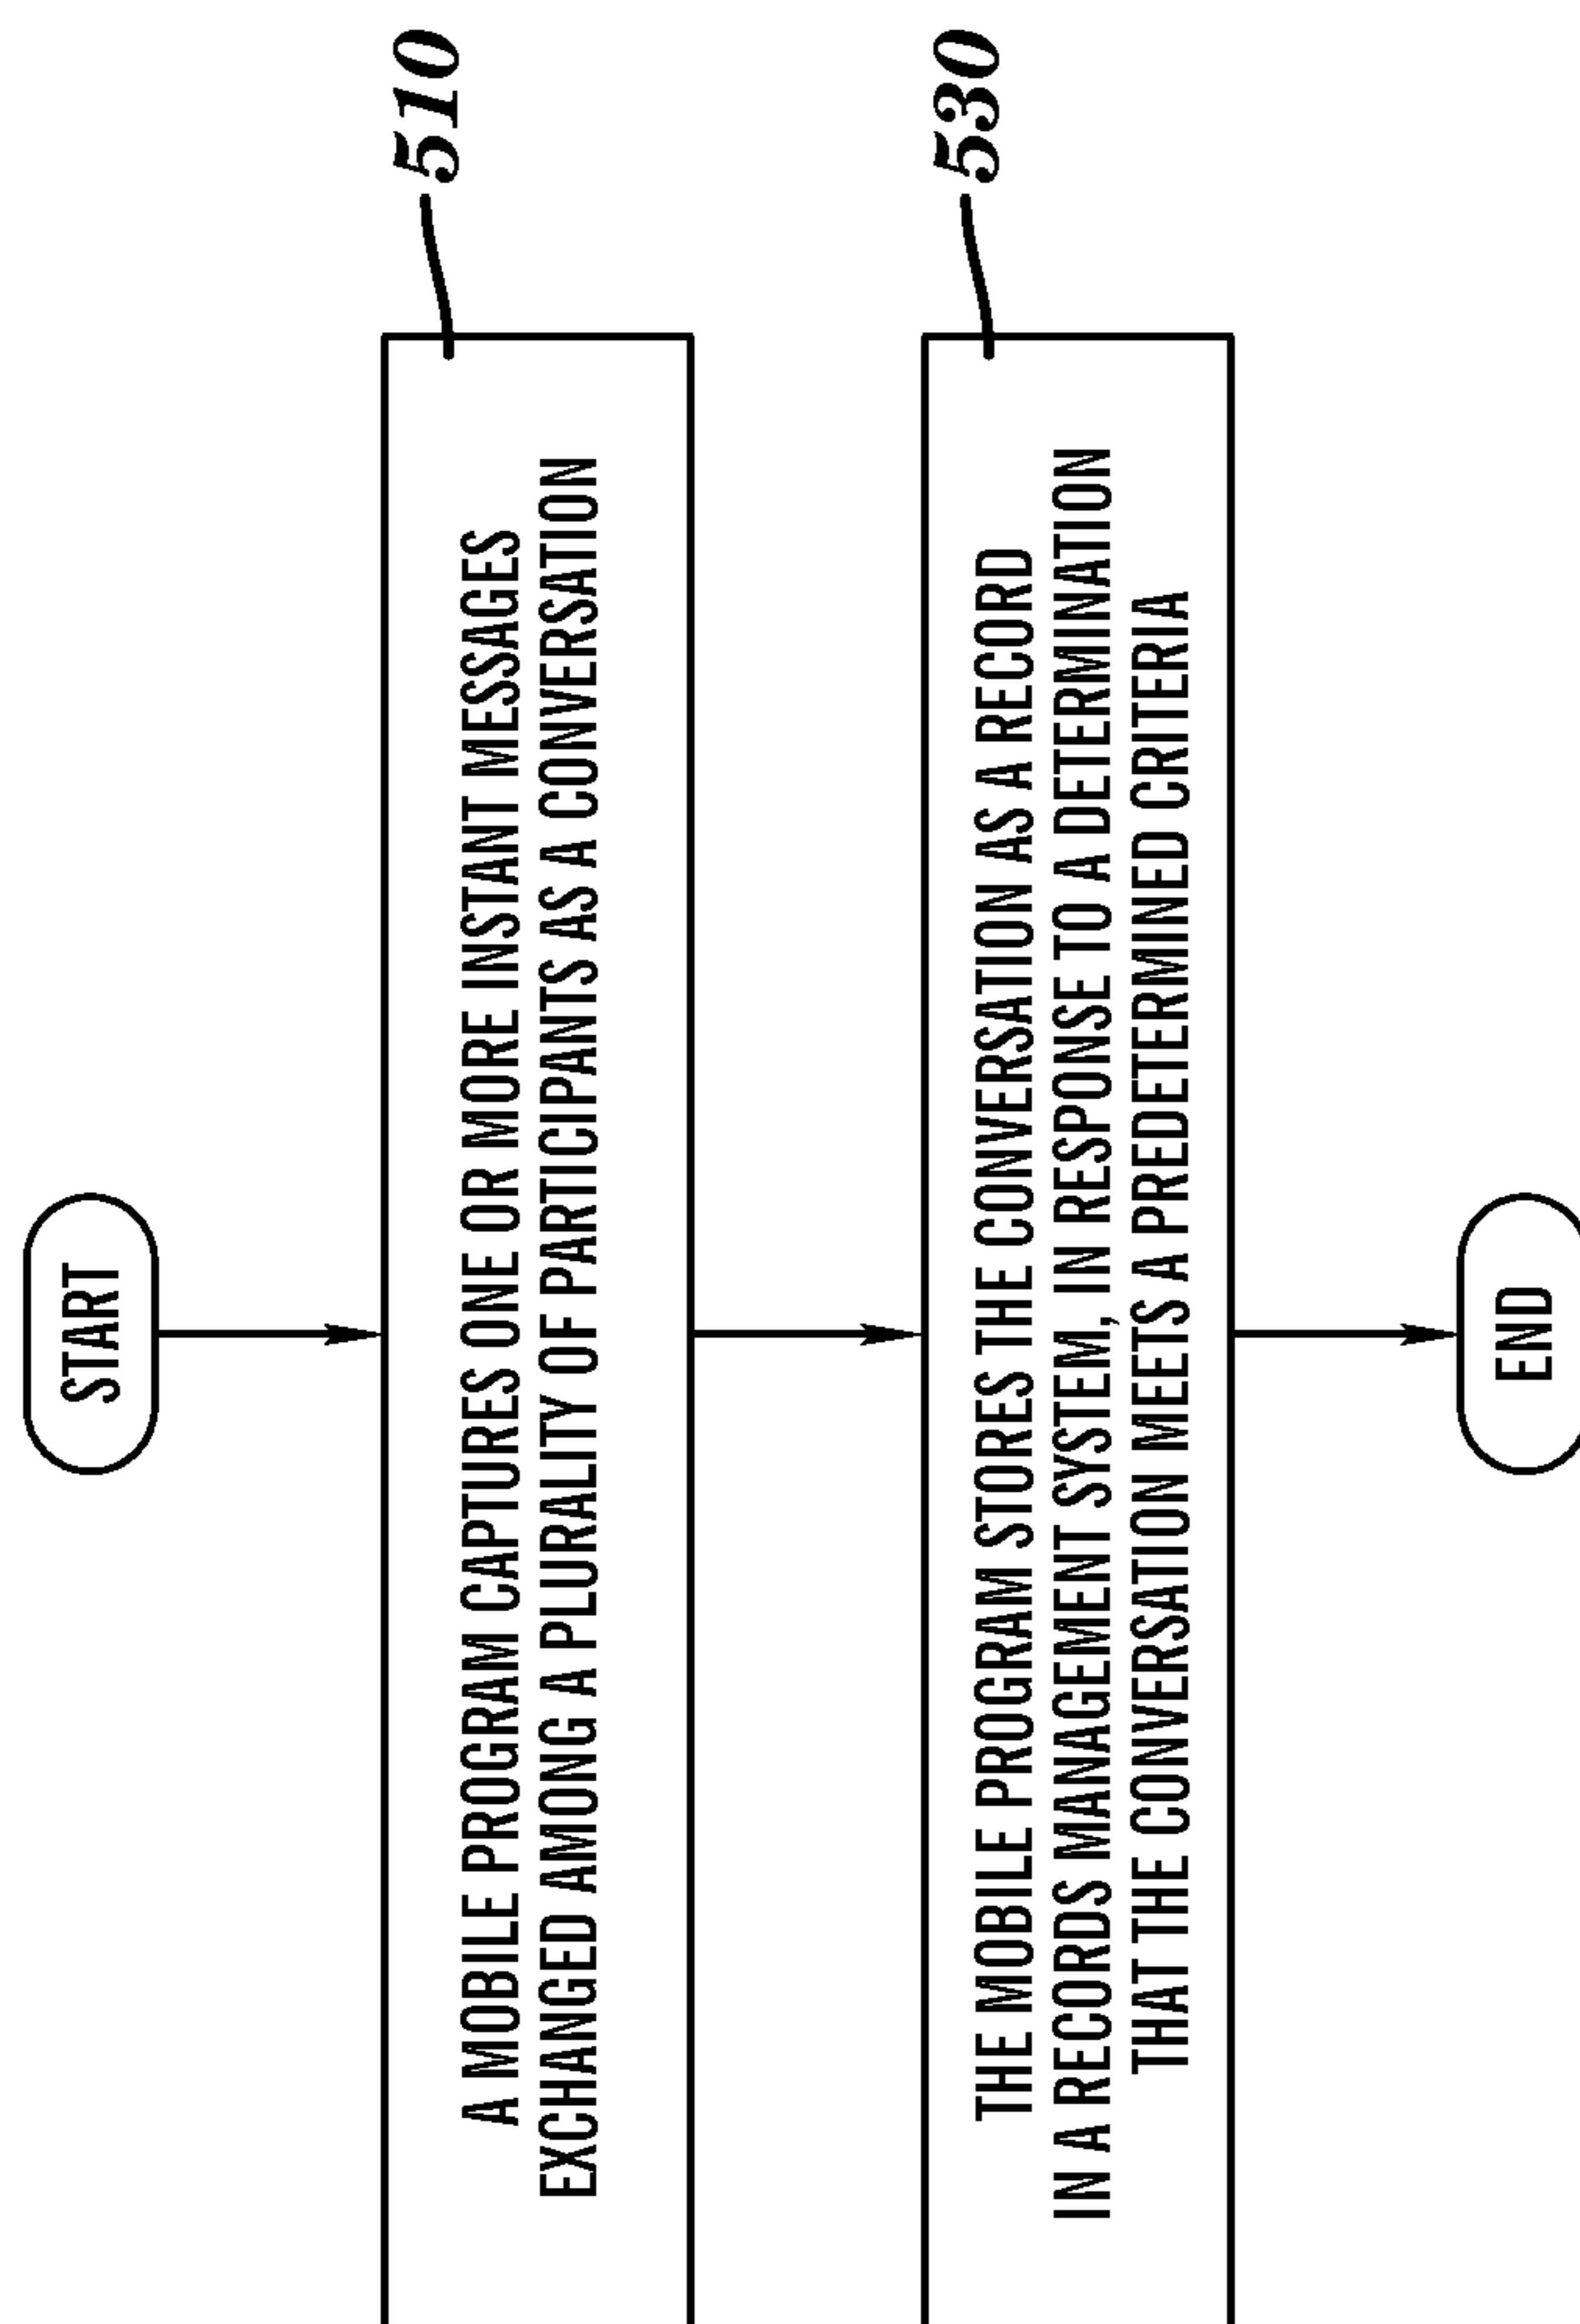 START
510
A MOBILE PROGRAM CAPTURES ONE OR MORE INSTANT MESSAGES
EXCHANGED AMONG A PLURALITY OF PARTICIPANTS AS A CONVERSATION
530
THE MOBILE PROGRAM STORES THE CONVERSATION AS A RECORD
IN A RECORDS MANAGEMENT SYSTEM, IN RESPONSE TO A DETERMINATION
THAT THE CONVERSATION MEETS A PREDETERMINED CRITERIA
END